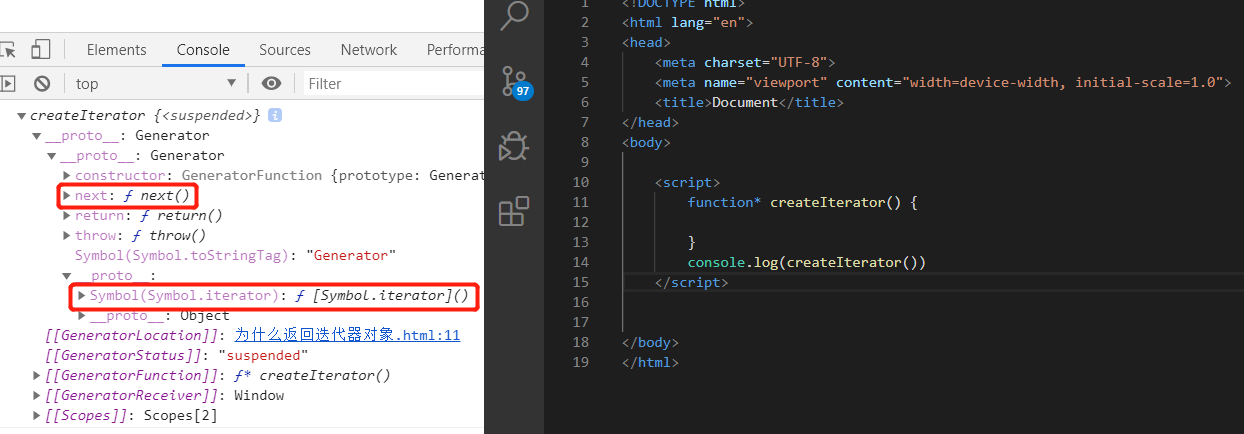 Elements Console Sources Network Performa
top Filter
createIterator {<suspended>} i
__proto__: Generator
__proto__: Generator
constructor: GeneratorFunction {prototype: Generat
next: ƒ next()
return: ƒ return()
throw: ƒ throw()
Symbol(Symbol.toStringTag): "Generator"
__proto__:
Symbol(Symbol.iterator): ƒ [Symbol.iterator]()
__proto__: Object
[[GeneratorLocation]]: 为什么返回迭代器对象.html:11
[[GeneratorStatus]]: "suspended"
[[GeneratorFunction]]: ƒ* createIterator()
[[GeneratorReceiver]]: Window
[[Scopes]]: Scopes[2]
97
1 <!DOCTYPE html>
2 <html lang="en">
3 <head>
4 <meta charset="UTF-8">
5 <meta name="viewport" content="width=device-width, initial-scale=1.0">
6 <title>Document</title>
7 </head>
8 <body>
9
10 <script>
11 function* createIterator() {
12
13 }
14 console.log(createIterator())
15 </script>
16
17
18 </body>
19 </html>